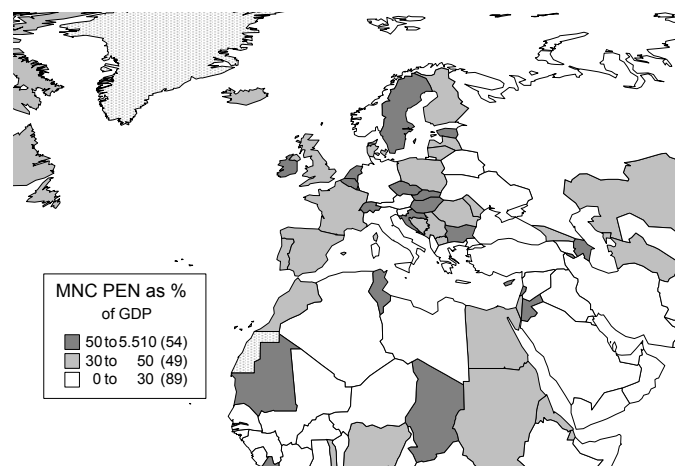 MNC PEN as %
of GDP
50 to 5.510 (54)
30 to 50 (49)
0 to 30 (89)